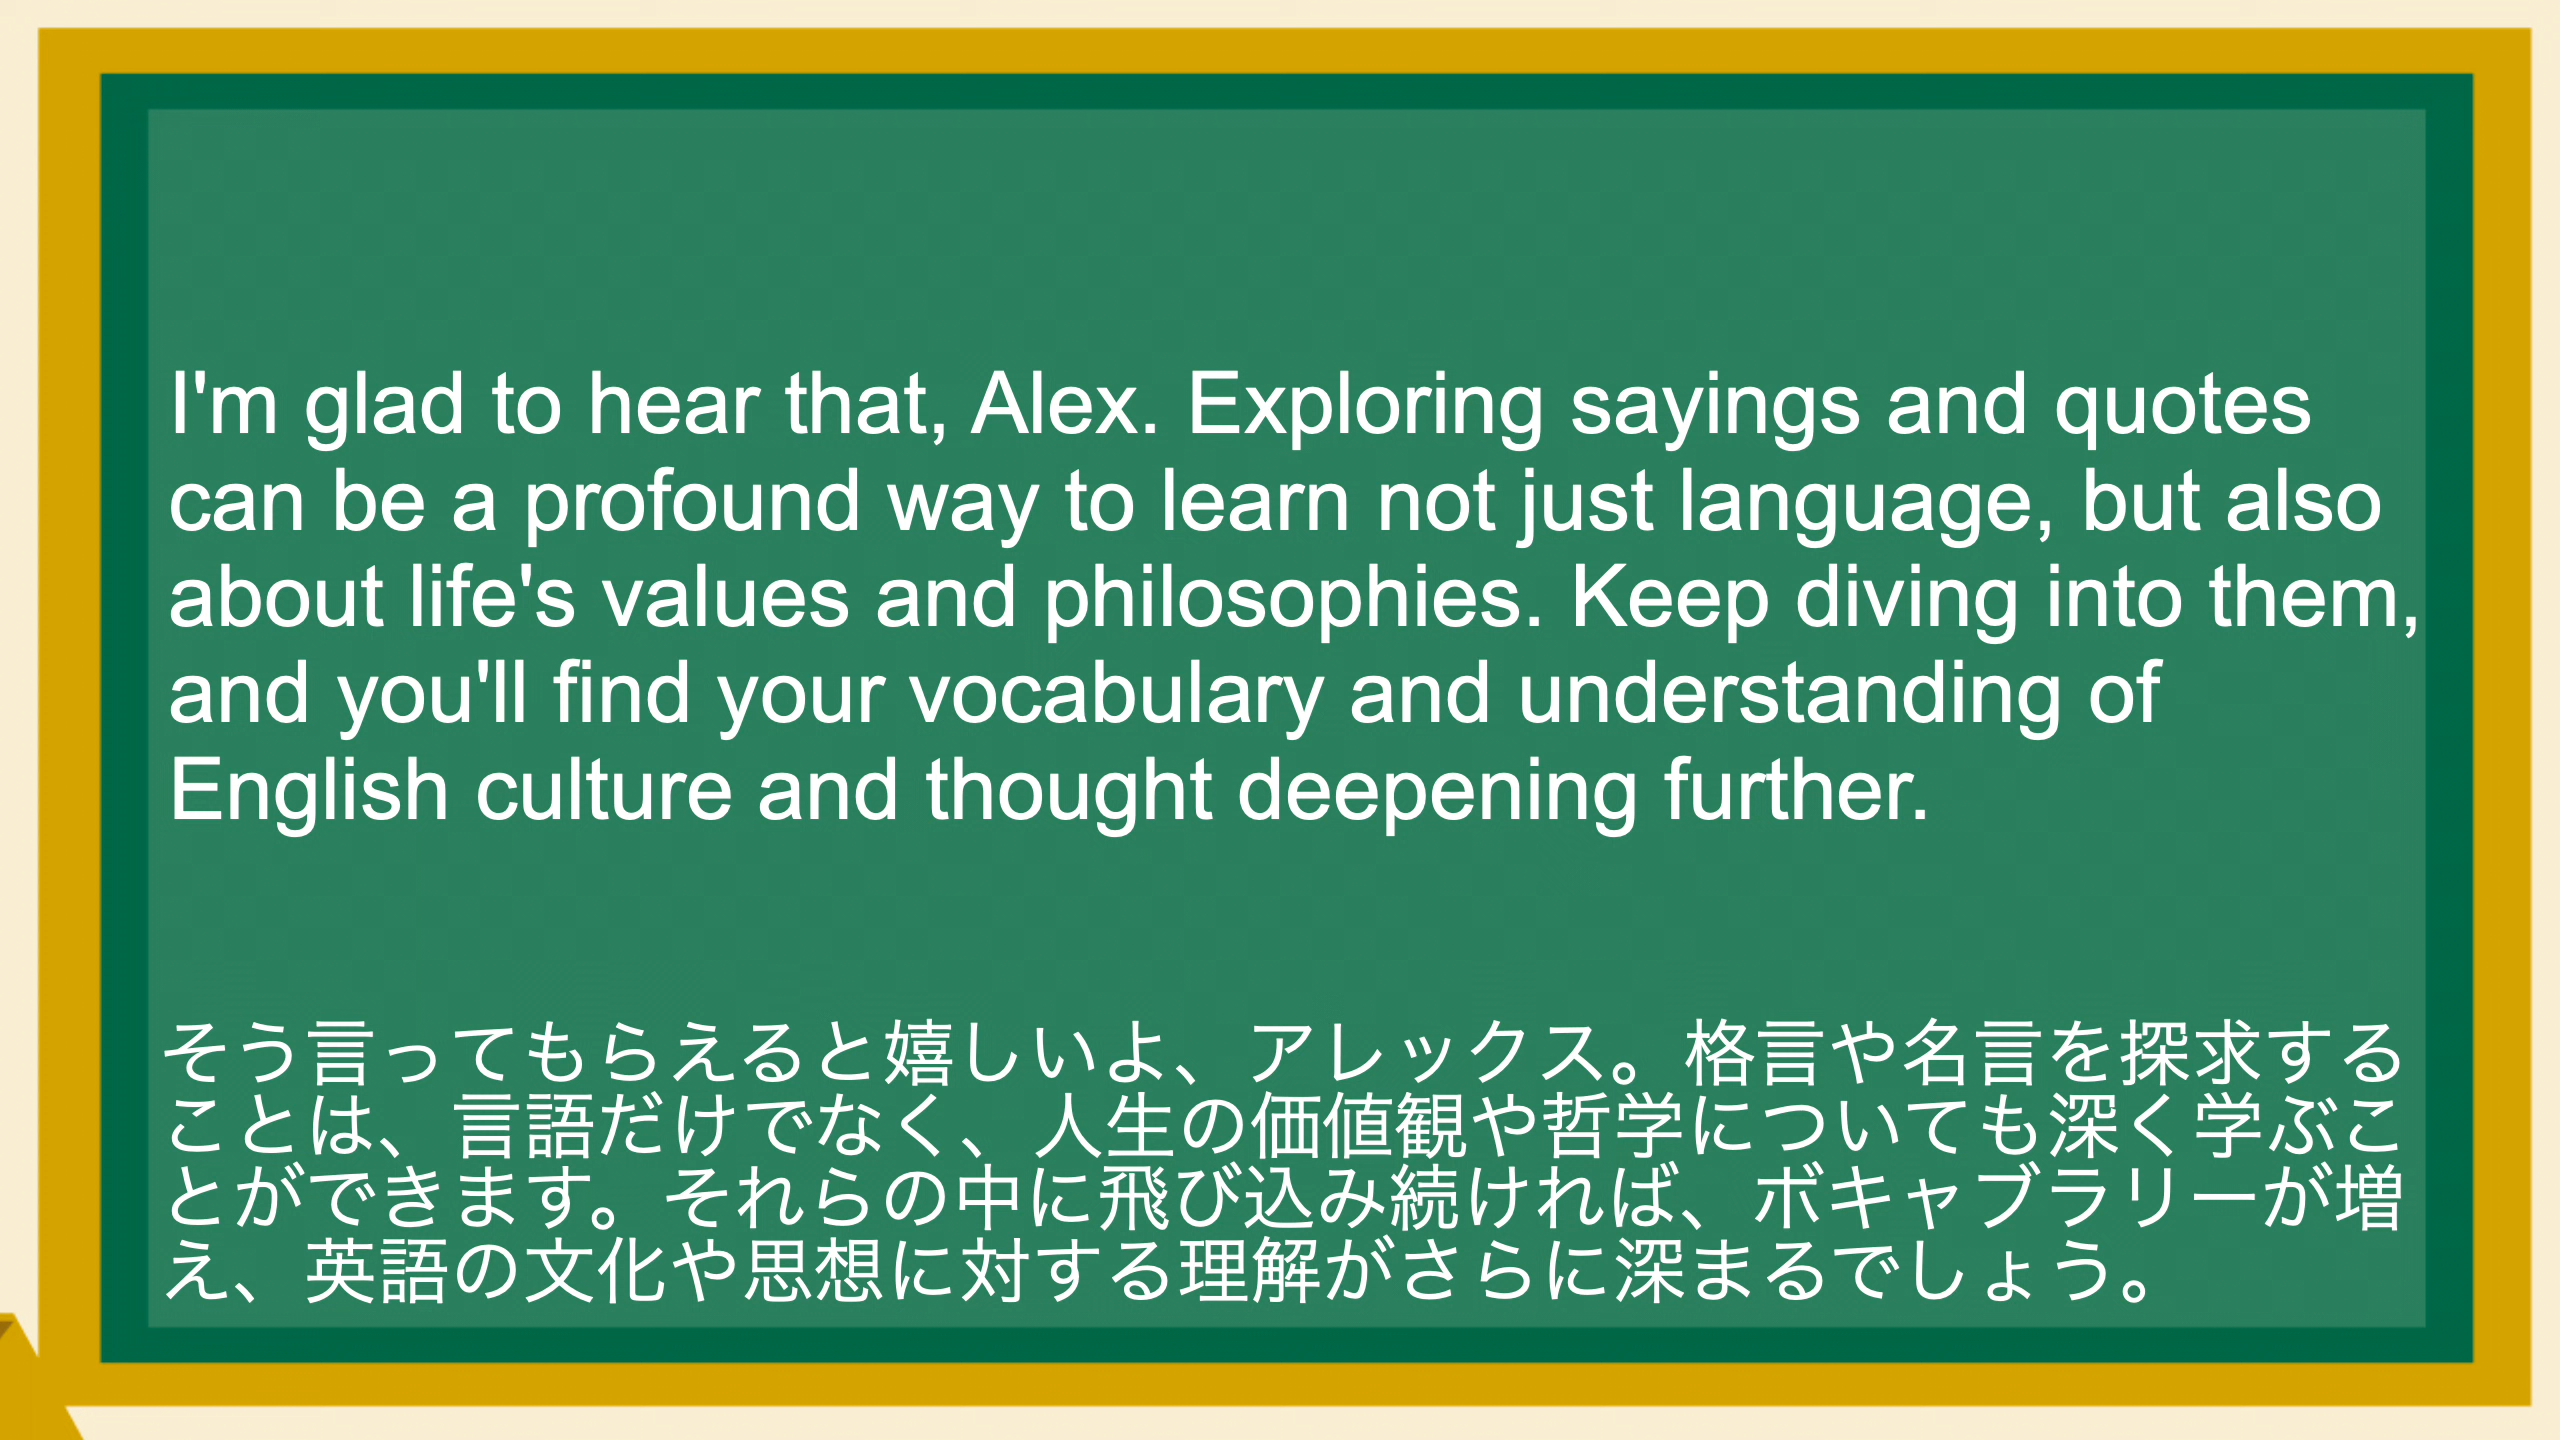 I'm glad to hear that, Alex. Exploring sayings and quotes
can be a profound way to learn not just language, but also
about life's values and philosophies. Keep diving into them,
and you'll find your vocabulary and understanding of
English culture and thought deepening further.
そう言ってもらえると嬉しいよ、アレックス。格言や名言を探求する
ことは、言語だけでなく、人生の価値観や哲学についても深く学ぶこ
とができます。それらの中に飛び込み続ければ、ボキャブラリーが増
え、英語の文化や思想に対する理解がさらに深まるでしょう。